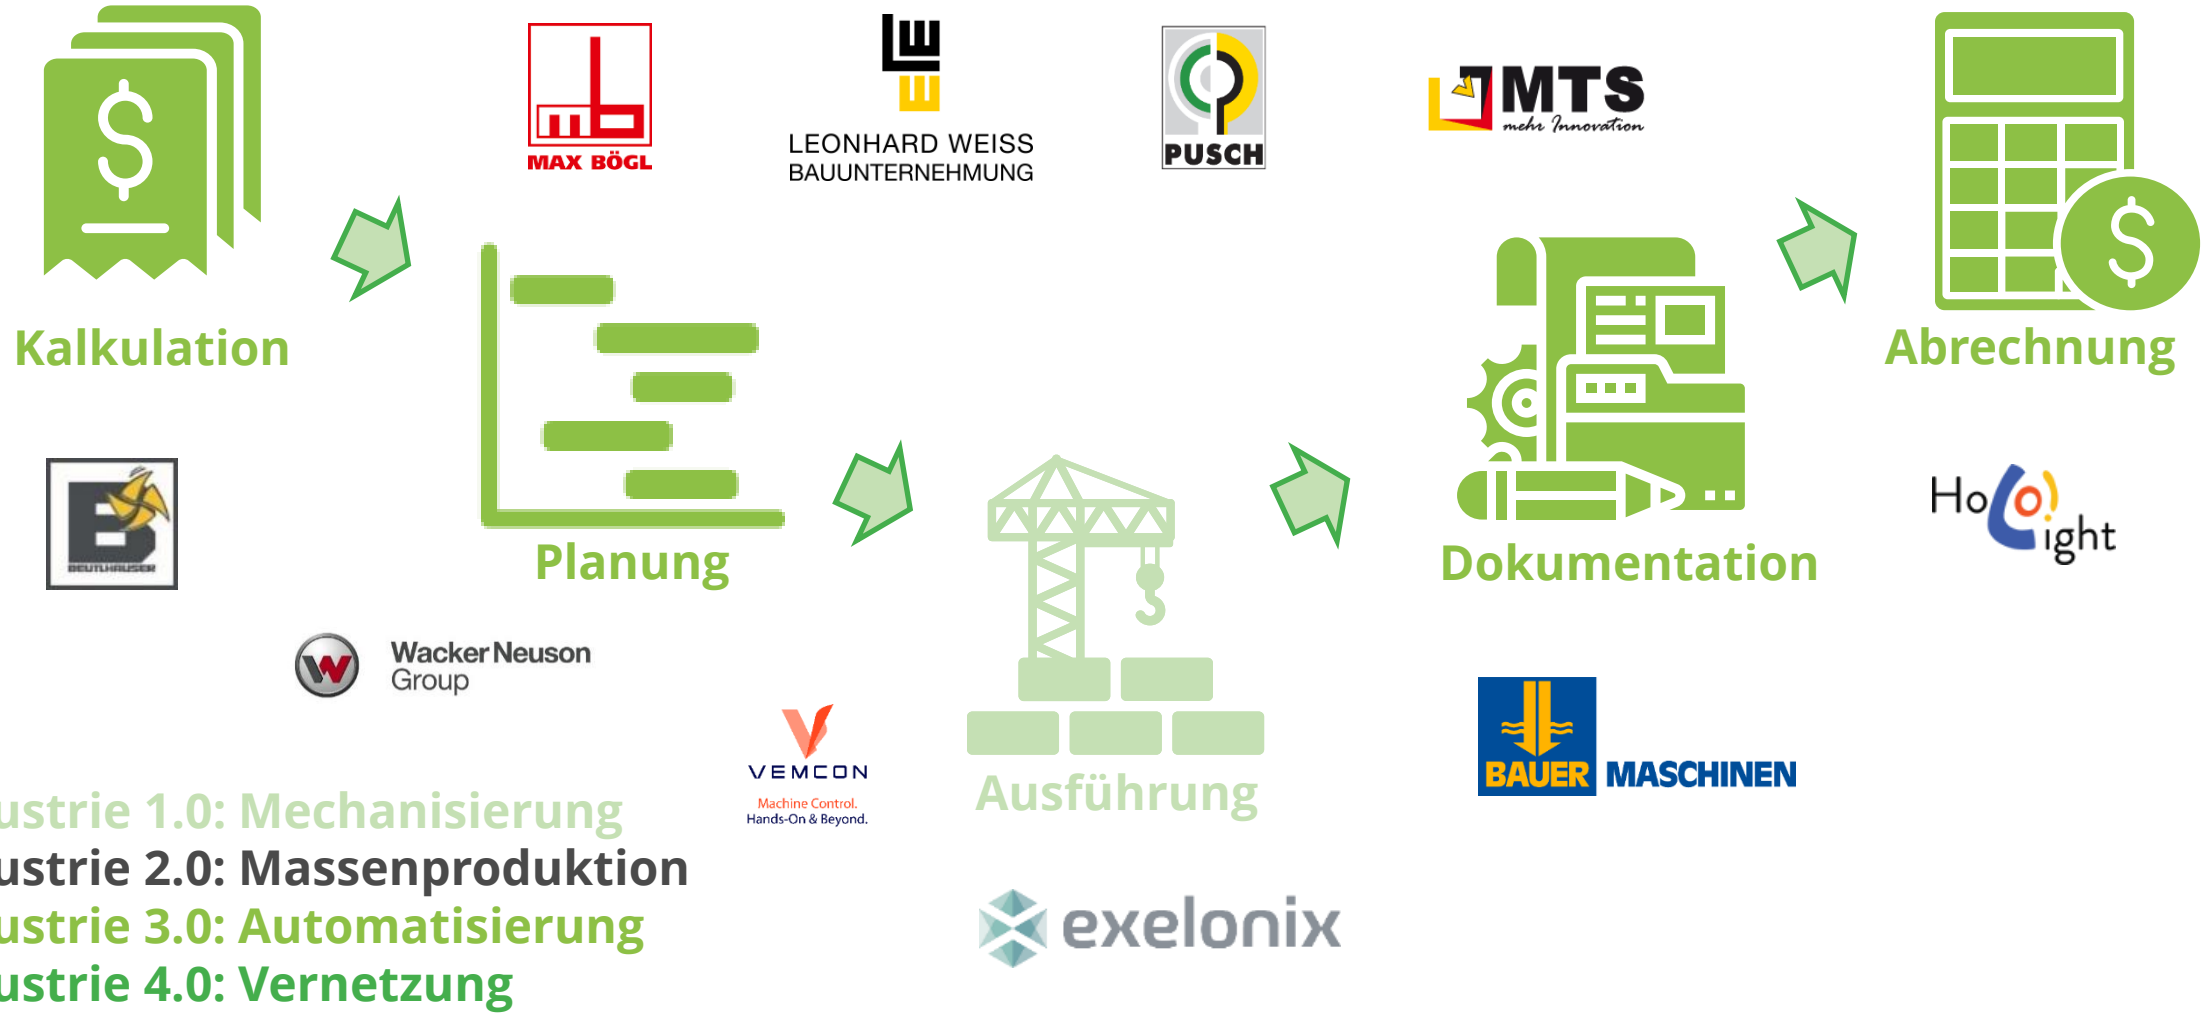 MAX BÖGL
LEONHARD WEISS
BAUUNTERNEHMUNG
PUSCH
MTS
mehr Innovation
Kalkulation
Abrechnung
Planung
Dokumentation
BEUTLHAUSER
HoloLight
Wacker Neuson
Group
VEMCON
Machine Control.
Hands-On & Beyond.
Ausführung
BAUER MASCHINEN
ustrie 1.0: Mechanisierung
ustrie 2.0: Massenproduktion
ustrie 3.0: Automatisierung
ustrie 4.0: Vernetzung
exelonix